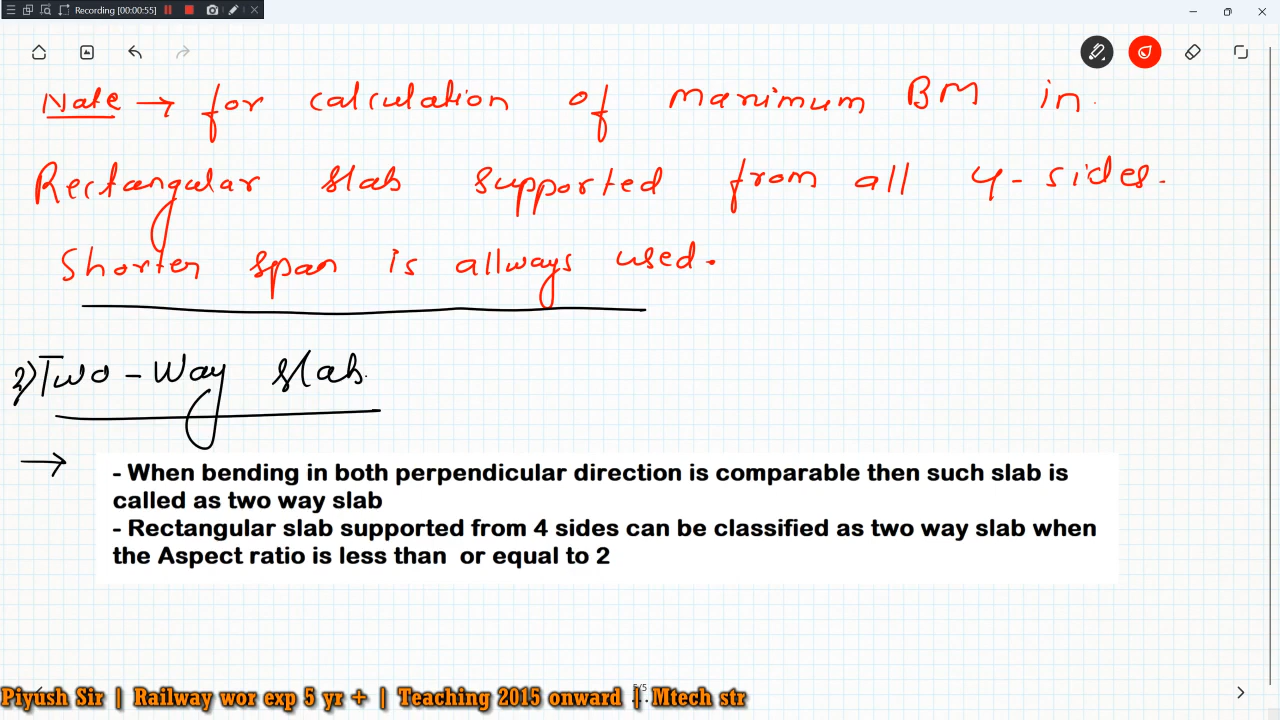 Recording [00:00:55]
Note → for calculation of maximum BM in
Rectangular slab supported from all 4-sides.
Shorter span is allways used.
2) Two-Way slab.
→
- When bending in both perpendicular direction is comparable then such slab is
called as two way slab
- Rectangular slab supported from 4 sides can be classified as two way slab when
the Aspect ratio is less than or equal to 2
5/5
Piyush Sir | Railway wor exp 5 yr + | Teaching 2015 onward | Mtech str